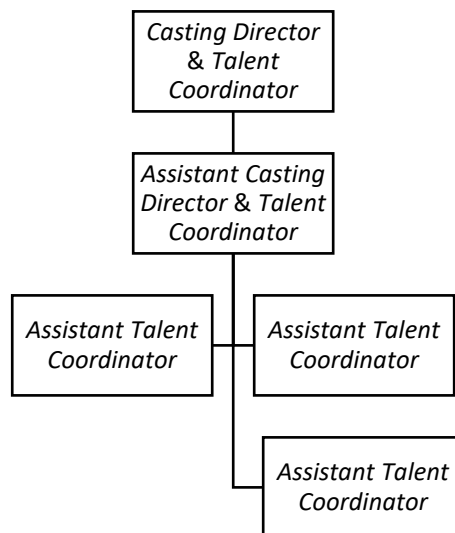 Casting Director
& Talent
Coordinator
Assistant Casting
Director & Talent
Coordinator
Assistant Talent
Coordinator
Assistant Talent
Coordinator
Assistant Talent
Coordinator